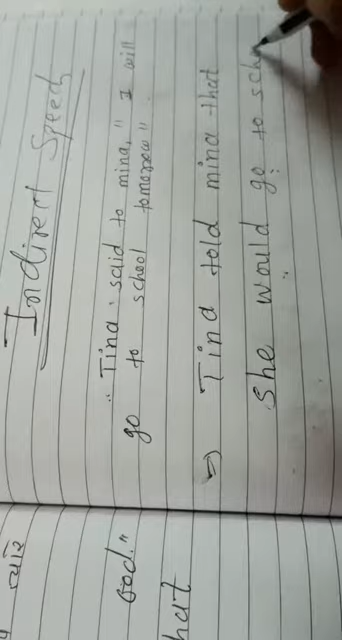 Indirect Speech
"Tina said to mina, "I will
go to school tomorrow"
→ Tina told mina that
She would go to sch
God."
hat